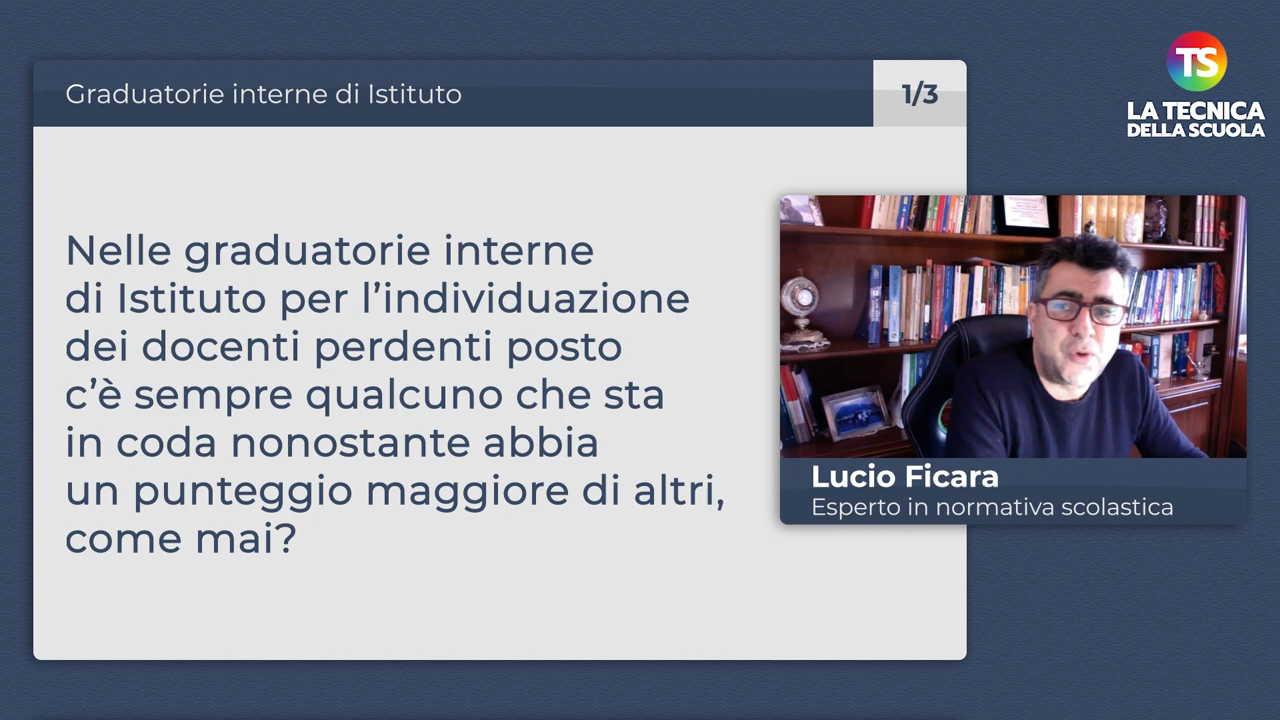 Graduatorie interne di Istituto
1/3
TS
LA TECNICA
DELLA SCUOLA
Nelle graduatorie interne
di Istituto per l’individuazione
dei docenti perdenti posto
c’è sempre qualcuno che sta
in coda nonostante abbia
un punteggio maggiore di altri,
come mai?
Lucio Ficara
Esperto in normativa scolastica